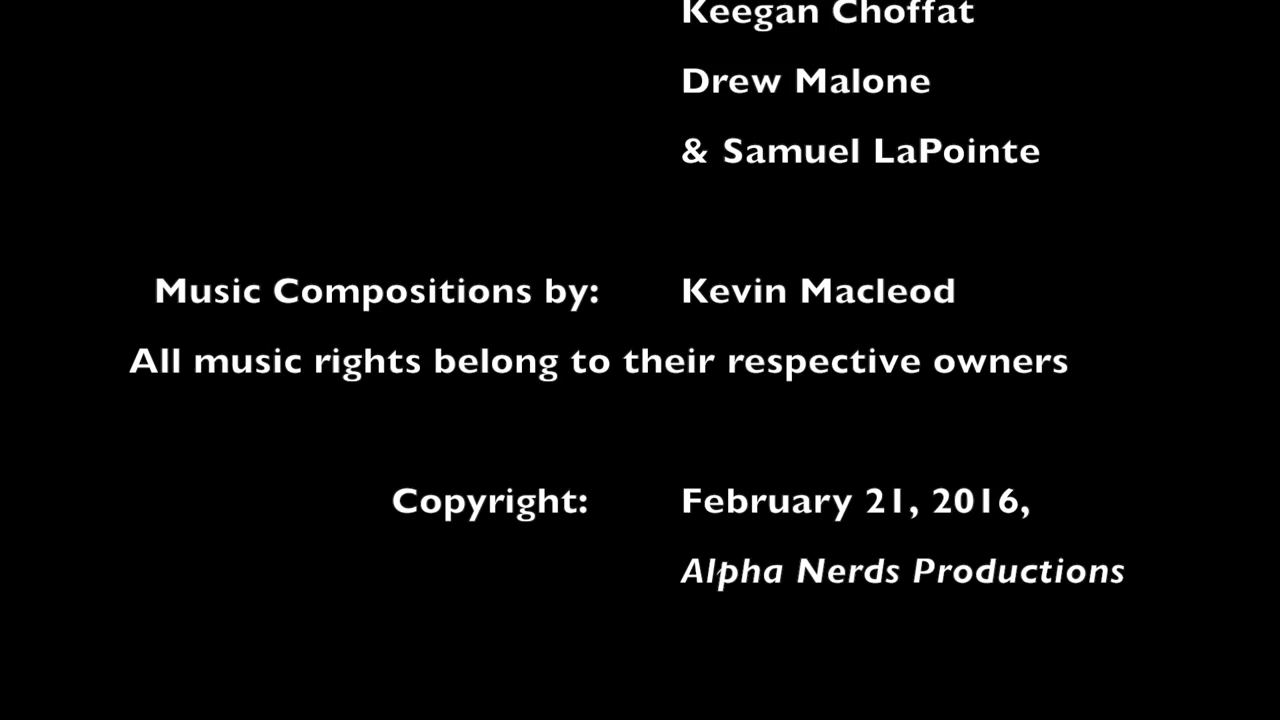 Keegan Choffat
Drew Malone
& Samuel LaPointe
Music Compositions by: Kevin Macleod
All music rights belong to their respective owners
Copyright: February 21, 2016,
Alpha Nerds Productions